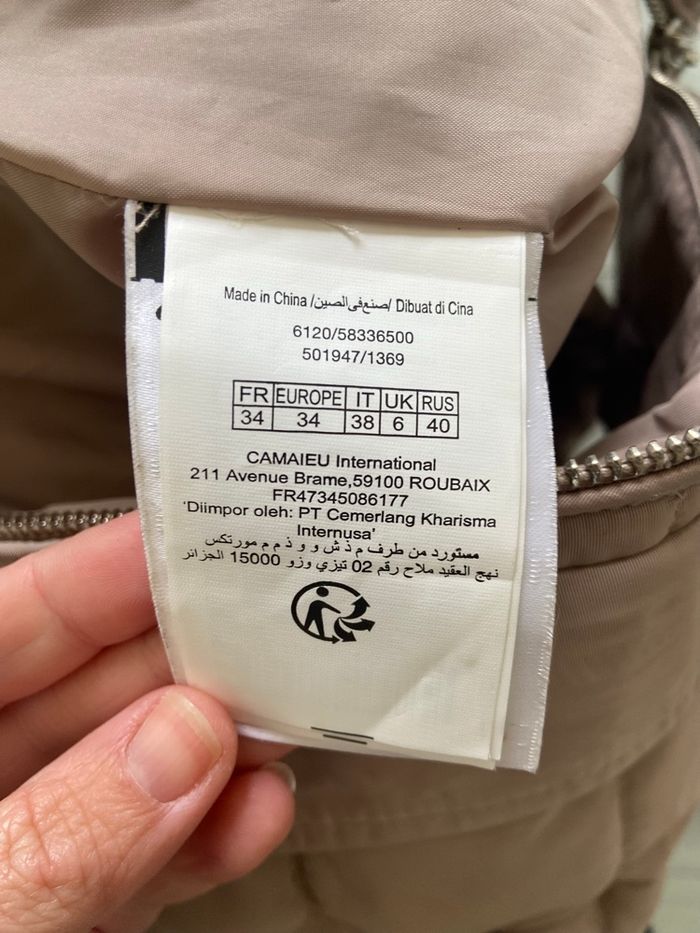 Made in China /صنع في الصين/ Dibuat di Cina
6120/58336500
501947/1369
FR EUROPE IT UK RUS
34 34 38 6 40
CAMAIEU International
211 Avenue Brame,59100 ROUBAIX
FR47345086177
'Diimpor oleh: PT Cemerlang Kharisma
Internusa'
مستورد من طرف م ذ ش و و ذ م م مورتكس
نهج العقيد ملاح رقم 02 تيزي وزو 15000 الجزائر